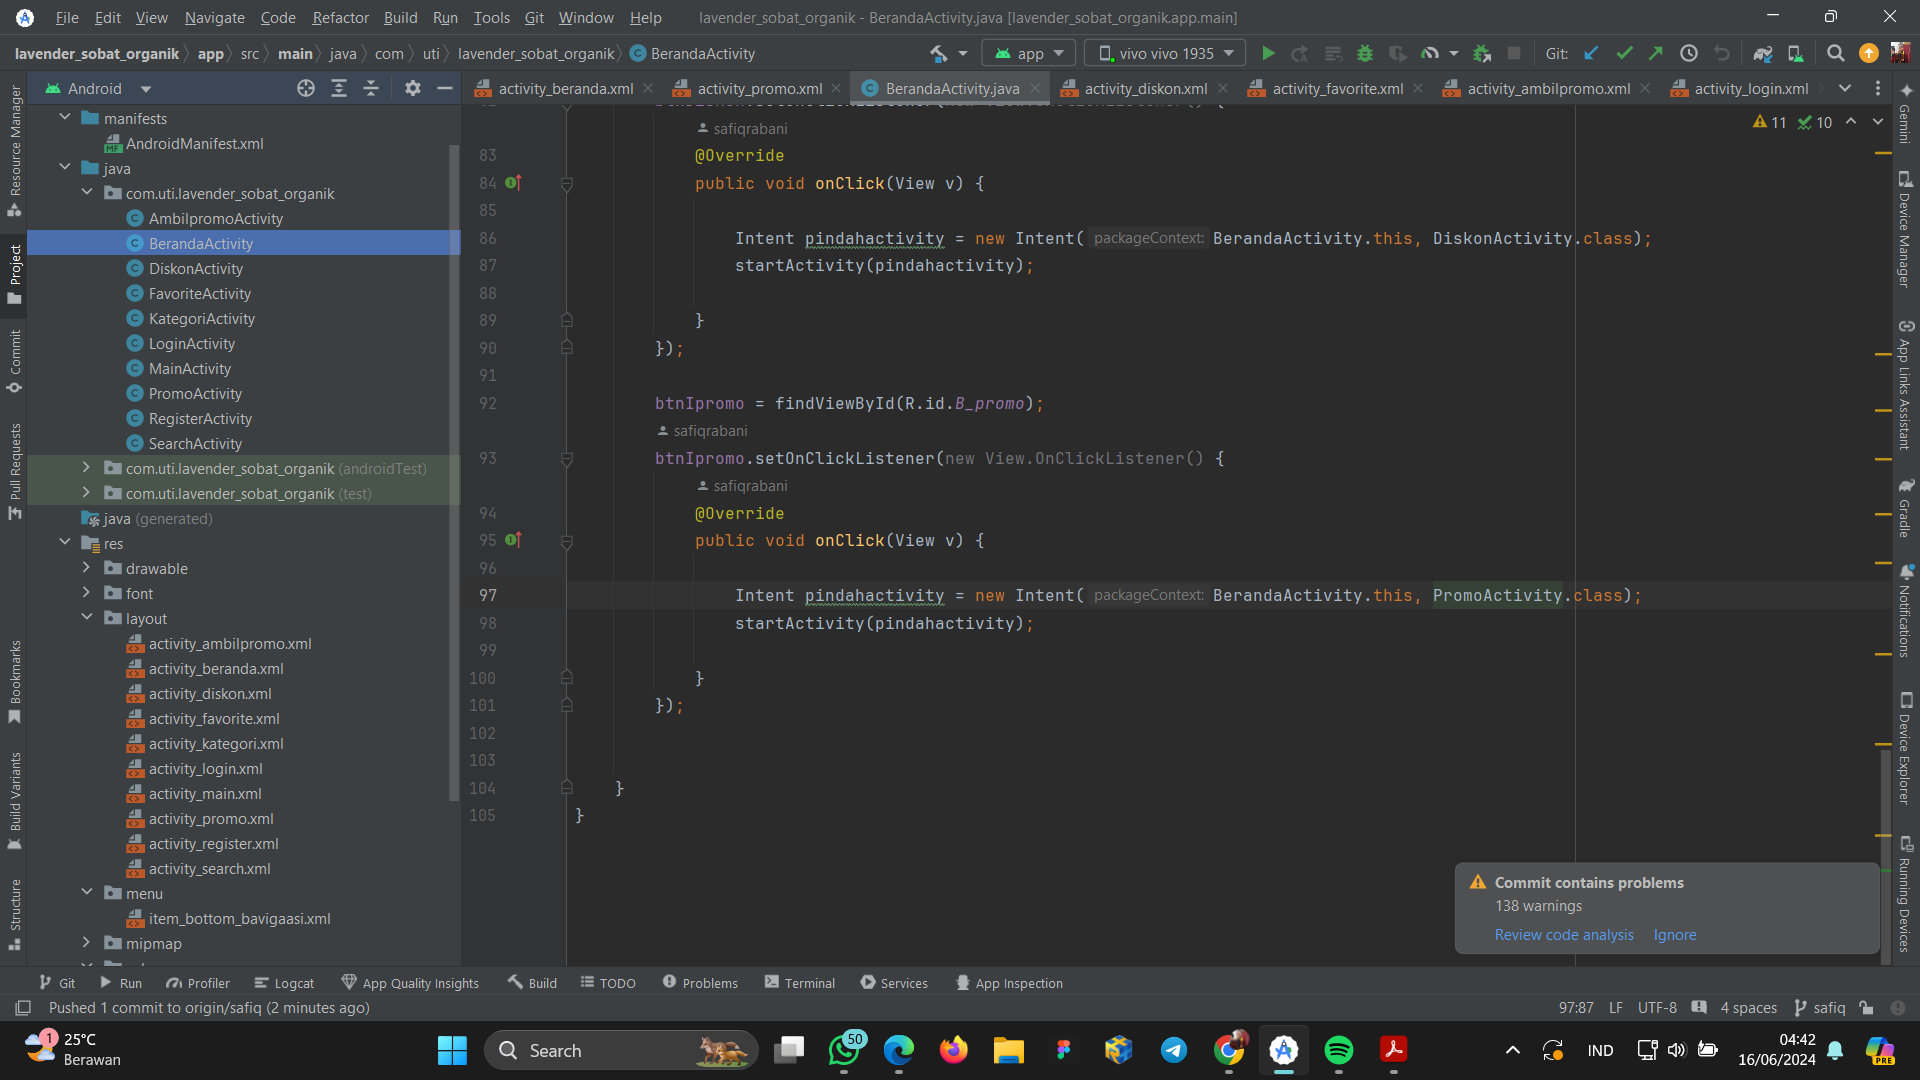 File Edit View Navigate Code Refactor Build Run Tools Git Window Help lavender_sobat_organik - BerandaActivity.java [lavender_sobat_organik.app.main]
lavender_sobat_organik app src main java com uti lavender_sobat_organik BerandaActivity app vivo vivo 1935 Git:
Android
activity_beranda.xml activity_promo.xml BerandaActivity.java activity_diskon.xml activity_favorite.xml activity_ambilpromo.xml activity_login.xml
Resource Manager
Project
Commit
Pull Requests
Bookmarks
Build Variants
Structure
manifests
AndroidManifest.xml
java
com.uti.lavender_sobat_organik
AmbilpromoActivity
BerandaActivity
DiskonActivity
FavoriteActivity
KategoriActivity
LoginActivity
MainActivity
PromoActivity
RegisterActivity
SearchActivity
com.uti.lavender_sobat_organik (androidTest)
com.uti.lavender_sobat_organik (test)
java (generated)
res
drawable
font
layout
activity_ambilpromo.xml
activity_beranda.xml
activity_diskon.xml
activity_favorite.xml
activity_kategori.xml
activity_login.xml
activity_main.xml
activity_promo.xml
activity_register.xml
activity_search.xml
menu
item_bottom_bavigaasi.xml
mipmap
11 10
safiqrabani
83 @Override
84 public void onClick(View v) {
85
86 Intent pindahactivity = new Intent( packageContext: BerandaActivity.this, DiskonActivity.class);
87 startActivity(pindahactivity);
88
89 }
90 });
91
92 btnIpromo = findViewById(R.id.B_promo);
safiqrabani
93 btnIpromo.setOnClickListener(new View.OnClickListener() {
safiqrabani
94 @Override
95 public void onClick(View v) {
96
97 Intent pindahactivity = new Intent( packageContext: BerandaActivity.this, PromoActivity.class);
98 startActivity(pindahactivity);
99
100 }
101 });
102
103
104 }
105 }
Gemini
Device Manager
App Links Assistant
Gradle
Notifications
Device Explorer
Running Devices
Commit contains problems
138 warnings
Review code analysis Ignore
Git Run Profiler Logcat App Quality Insights Build TODO Problems Terminal Services App Inspection
Pushed 1 commit to origin/safiq (2 minutes ago) 97:87 LF UTF-8 4 spaces safiq
1 25°C
Berawan
Search
50
IND
04:42
16/06/2024
PRE